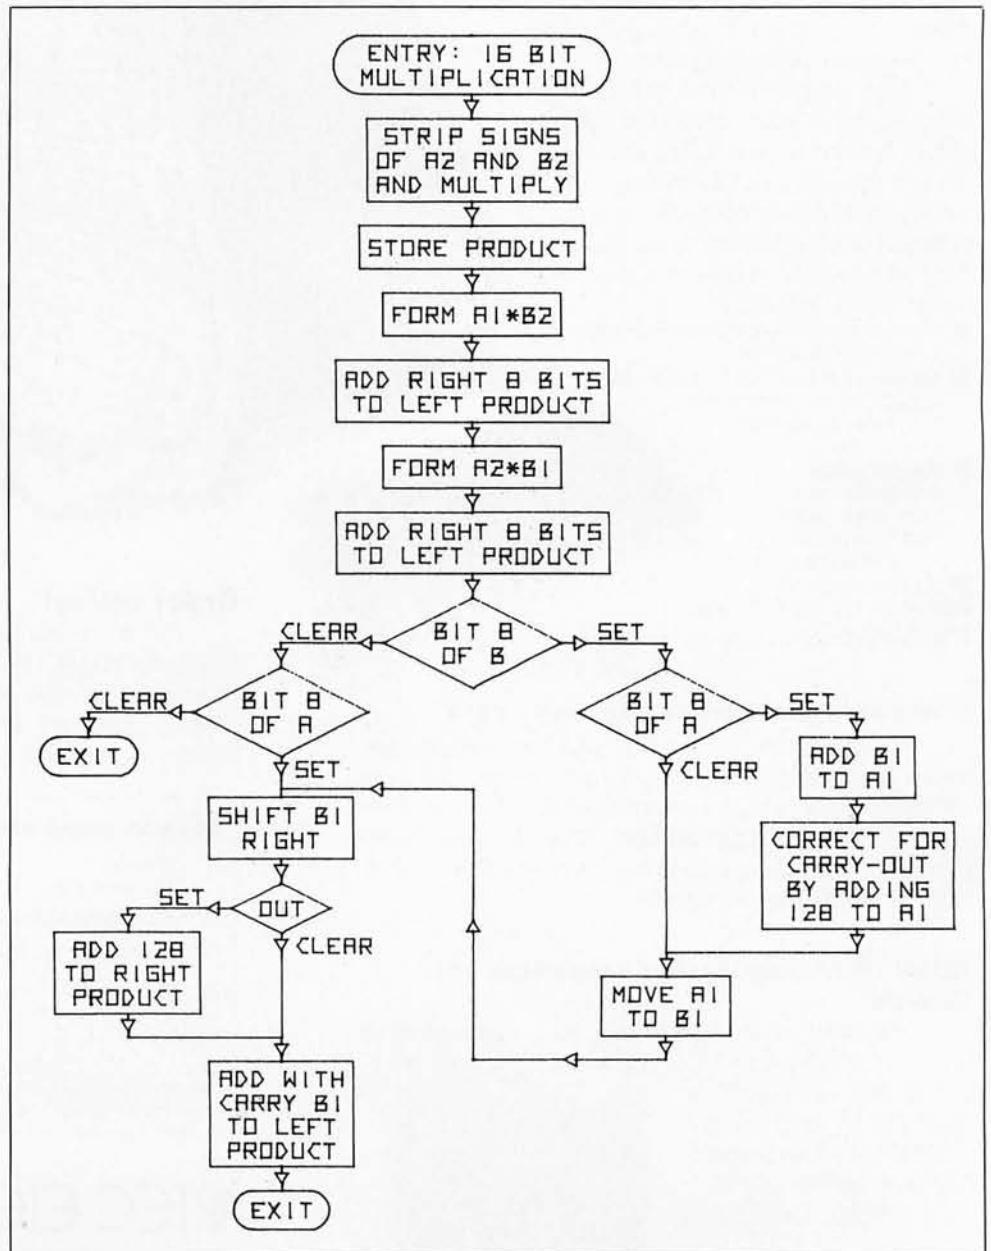 ENTRY: 16 BIT
MULTIPLICATION
STRIP SIGNS
OF A2 AND B2
AND MULTIPLY
STORE PRODUCT
FORM A1*B2
ADD RIGHT 8 BITS
TO LEFT PRODUCT
FORM A2*B1
ADD RIGHT 8 BITS
TO LEFT PRODUCT
BIT 8
OF B
CLEAR
SET
BIT 8
OF A
CLEAR
EXIT
SET
BIT 8
OF A
SET
CLEAR
ADD B1
TO A1
CORRECT FOR
CARRY-OUT
BY ADDING
128 TO A1
MOVE A1
TO B1
SHIFT B1
RIGHT
OUT
SET
CLEAR
ADD 128
TO RIGHT
PRODUCT
ADD WITH
CARRY B1
TO LEFT
PRODUCT
EXIT